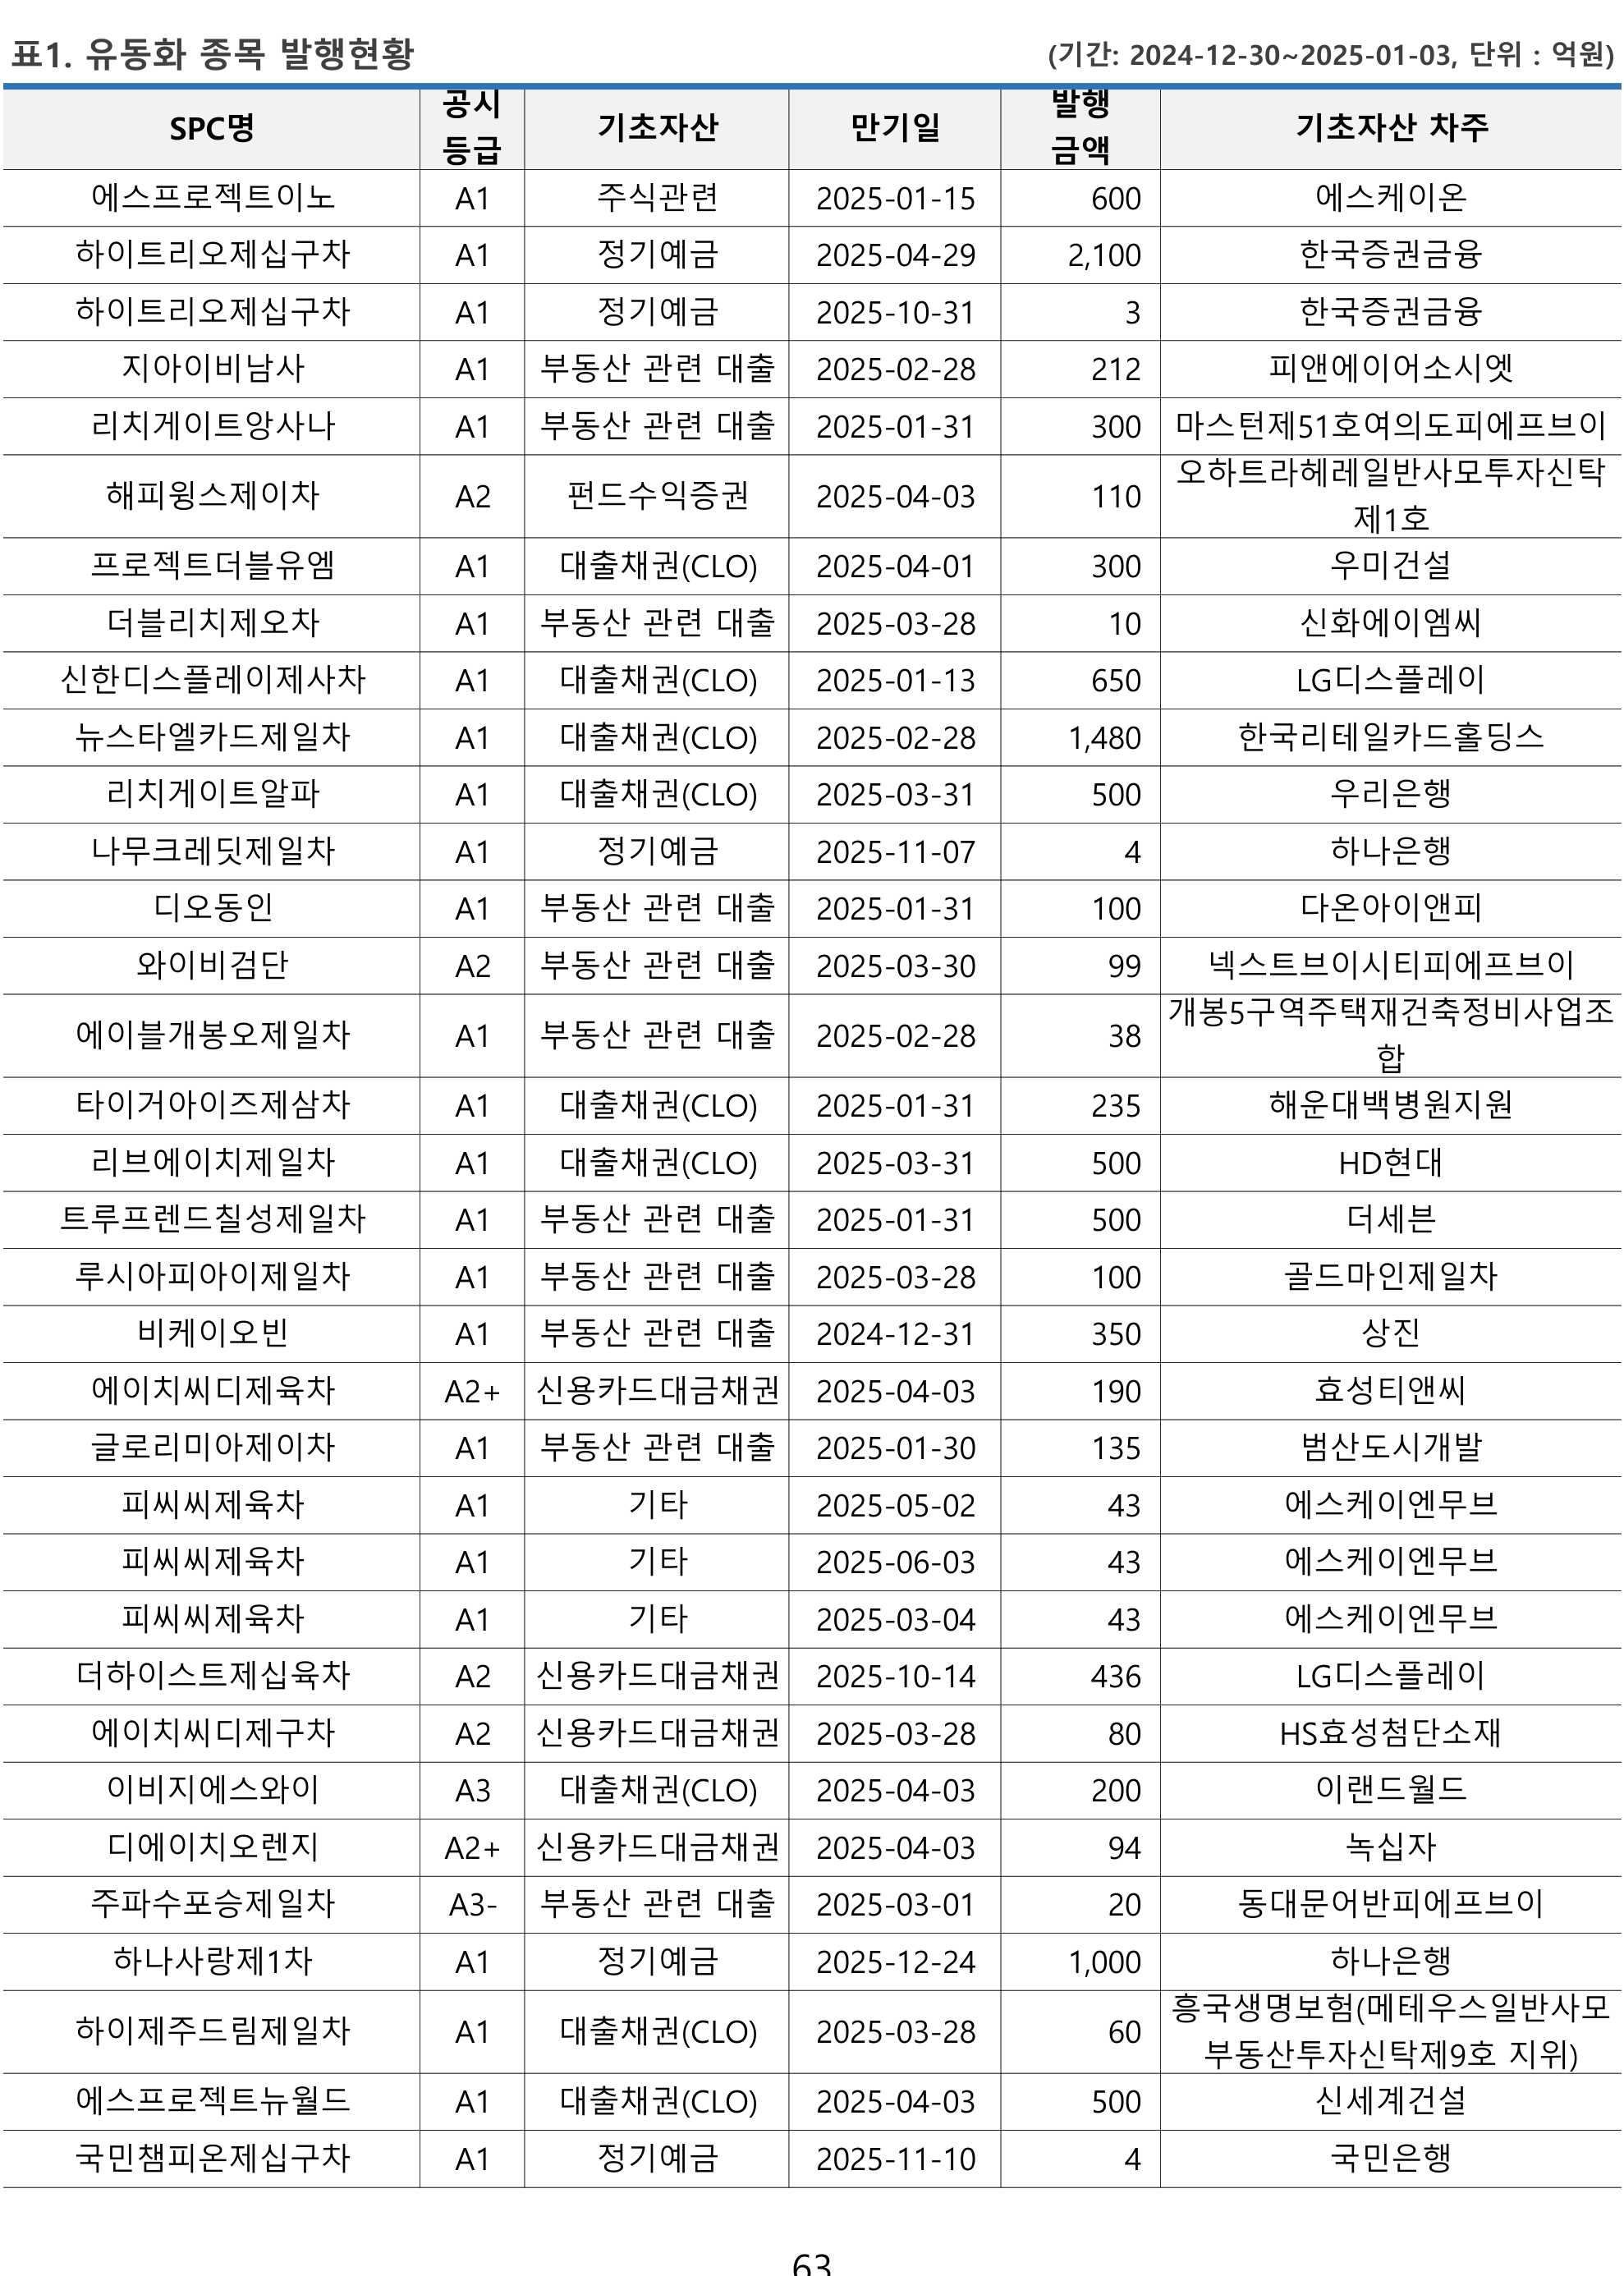 표1. 유동화 종목 발행현황 (기간: 2024-12-30~2025-01-03, 단위 : 억원)
SPC명 공시등급 기초자산 만기일 발행금액 기초자산 차주
에스프로젝트이노 A1 주식관련 2025-01-15 600 에스케이온
하이트리오제십구차 A1 정기예금 2025-04-29 2,100 한국증권금융
하이트리오제십구차 A1 정기예금 2025-10-31 3 한국증권금융
지아이비남사 A1 부동산 관련 대출 2025-02-28 212 피앤에이어소시엣
리치게이트앙사나 A1 부동산 관련 대출 2025-01-31 300 마스턴제51호여의도피에프브이
해피윙스제이차 A2 펀드수익증권 2025-04-03 110 오하트라헤레일반사모투자신탁
제1호
프로젝트더블유엠 A1 대출채권(CLO) 2025-04-01 300 우미건설
더블리치제오차 A1 부동산 관련 대출 2025-03-28 10 신화에이엠씨
신한디스플레이제사차 A1 대출채권(CLO) 2025-01-13 650 LG디스플레이
뉴스타엘카드제일차 A1 대출채권(CLO) 2025-02-28 1,480 한국리테일카드홀딩스
리치게이트알파 A1 대출채권(CLO) 2025-03-31 500 우리은행
나무크레딧제일차 A1 정기예금 2025-11-07 4 하나은행
디오동인 A1 부동산 관련 대출 2025-01-31 100 다온아이앤피
와이비검단 A2 부동산 관련 대출 2025-03-30 99 넥스트브이시티피에프브이
에이블개봉오제일차 A1 부동산 관련 대출 2025-02-28 38 개봉5구역주택재건축정비사업조
합
타이거아이즈제삼차 A1 대출채권(CLO) 2025-01-31 235 해운대백병원지원
리브에이치제일차 A1 대출채권(CLO) 2025-03-31 500 HD현대
트루프렌드칠성제일차 A1 부동산 관련 대출 2025-01-31 500 더세븐
루시아피아이제일차 A1 부동산 관련 대출 2025-03-28 100 골드마인제일차
비케이오빈 A1 부동산 관련 대출 2024-12-31 350 상진
에이치씨디제육차 A2+ 신용카드대금채권 2025-04-03 190 효성티앤씨
글로리미아제이차 A1 부동산 관련 대출 2025-01-30 135 범산도시개발
피씨씨제육차 A1 기타 2025-05-02 43 에스케이엔무브
피씨씨제육차 A1 기타 2025-06-03 43 에스케이엔무브
피씨씨제육차 A1 기타 2025-03-04 43 에스케이엔무브
더하이스트제십육차 A2 신용카드대금채권 2025-10-14 436 LG디스플레이
에이치씨디제구차 A2 신용카드대금채권 2025-03-28 80 HS효성첨단소재
이비지에스와이 A3 대출채권(CLO) 2025-04-03 200 이랜드월드
디에이치오렌지 A2+ 신용카드대금채권 2025-04-03 94 녹십자
주파수포승제일차 A3- 부동산 관련 대출 2025-03-01 20 동대문어반피에프브이
하나사랑제1차 A1 정기예금 2025-12-24 1,000 하나은행
하이제주드림제일차 A1 대출채권(CLO) 2025-03-28 60 흥국생명보험(메테우스일반사모
부동산투자신탁제9호 지위)
에스프로젝트뉴월드 A1 대출채권(CLO) 2025-04-03 500 신세계건설
국민챔피온제십구차 A1 정기예금 2025-11-10 4 국민은행
63